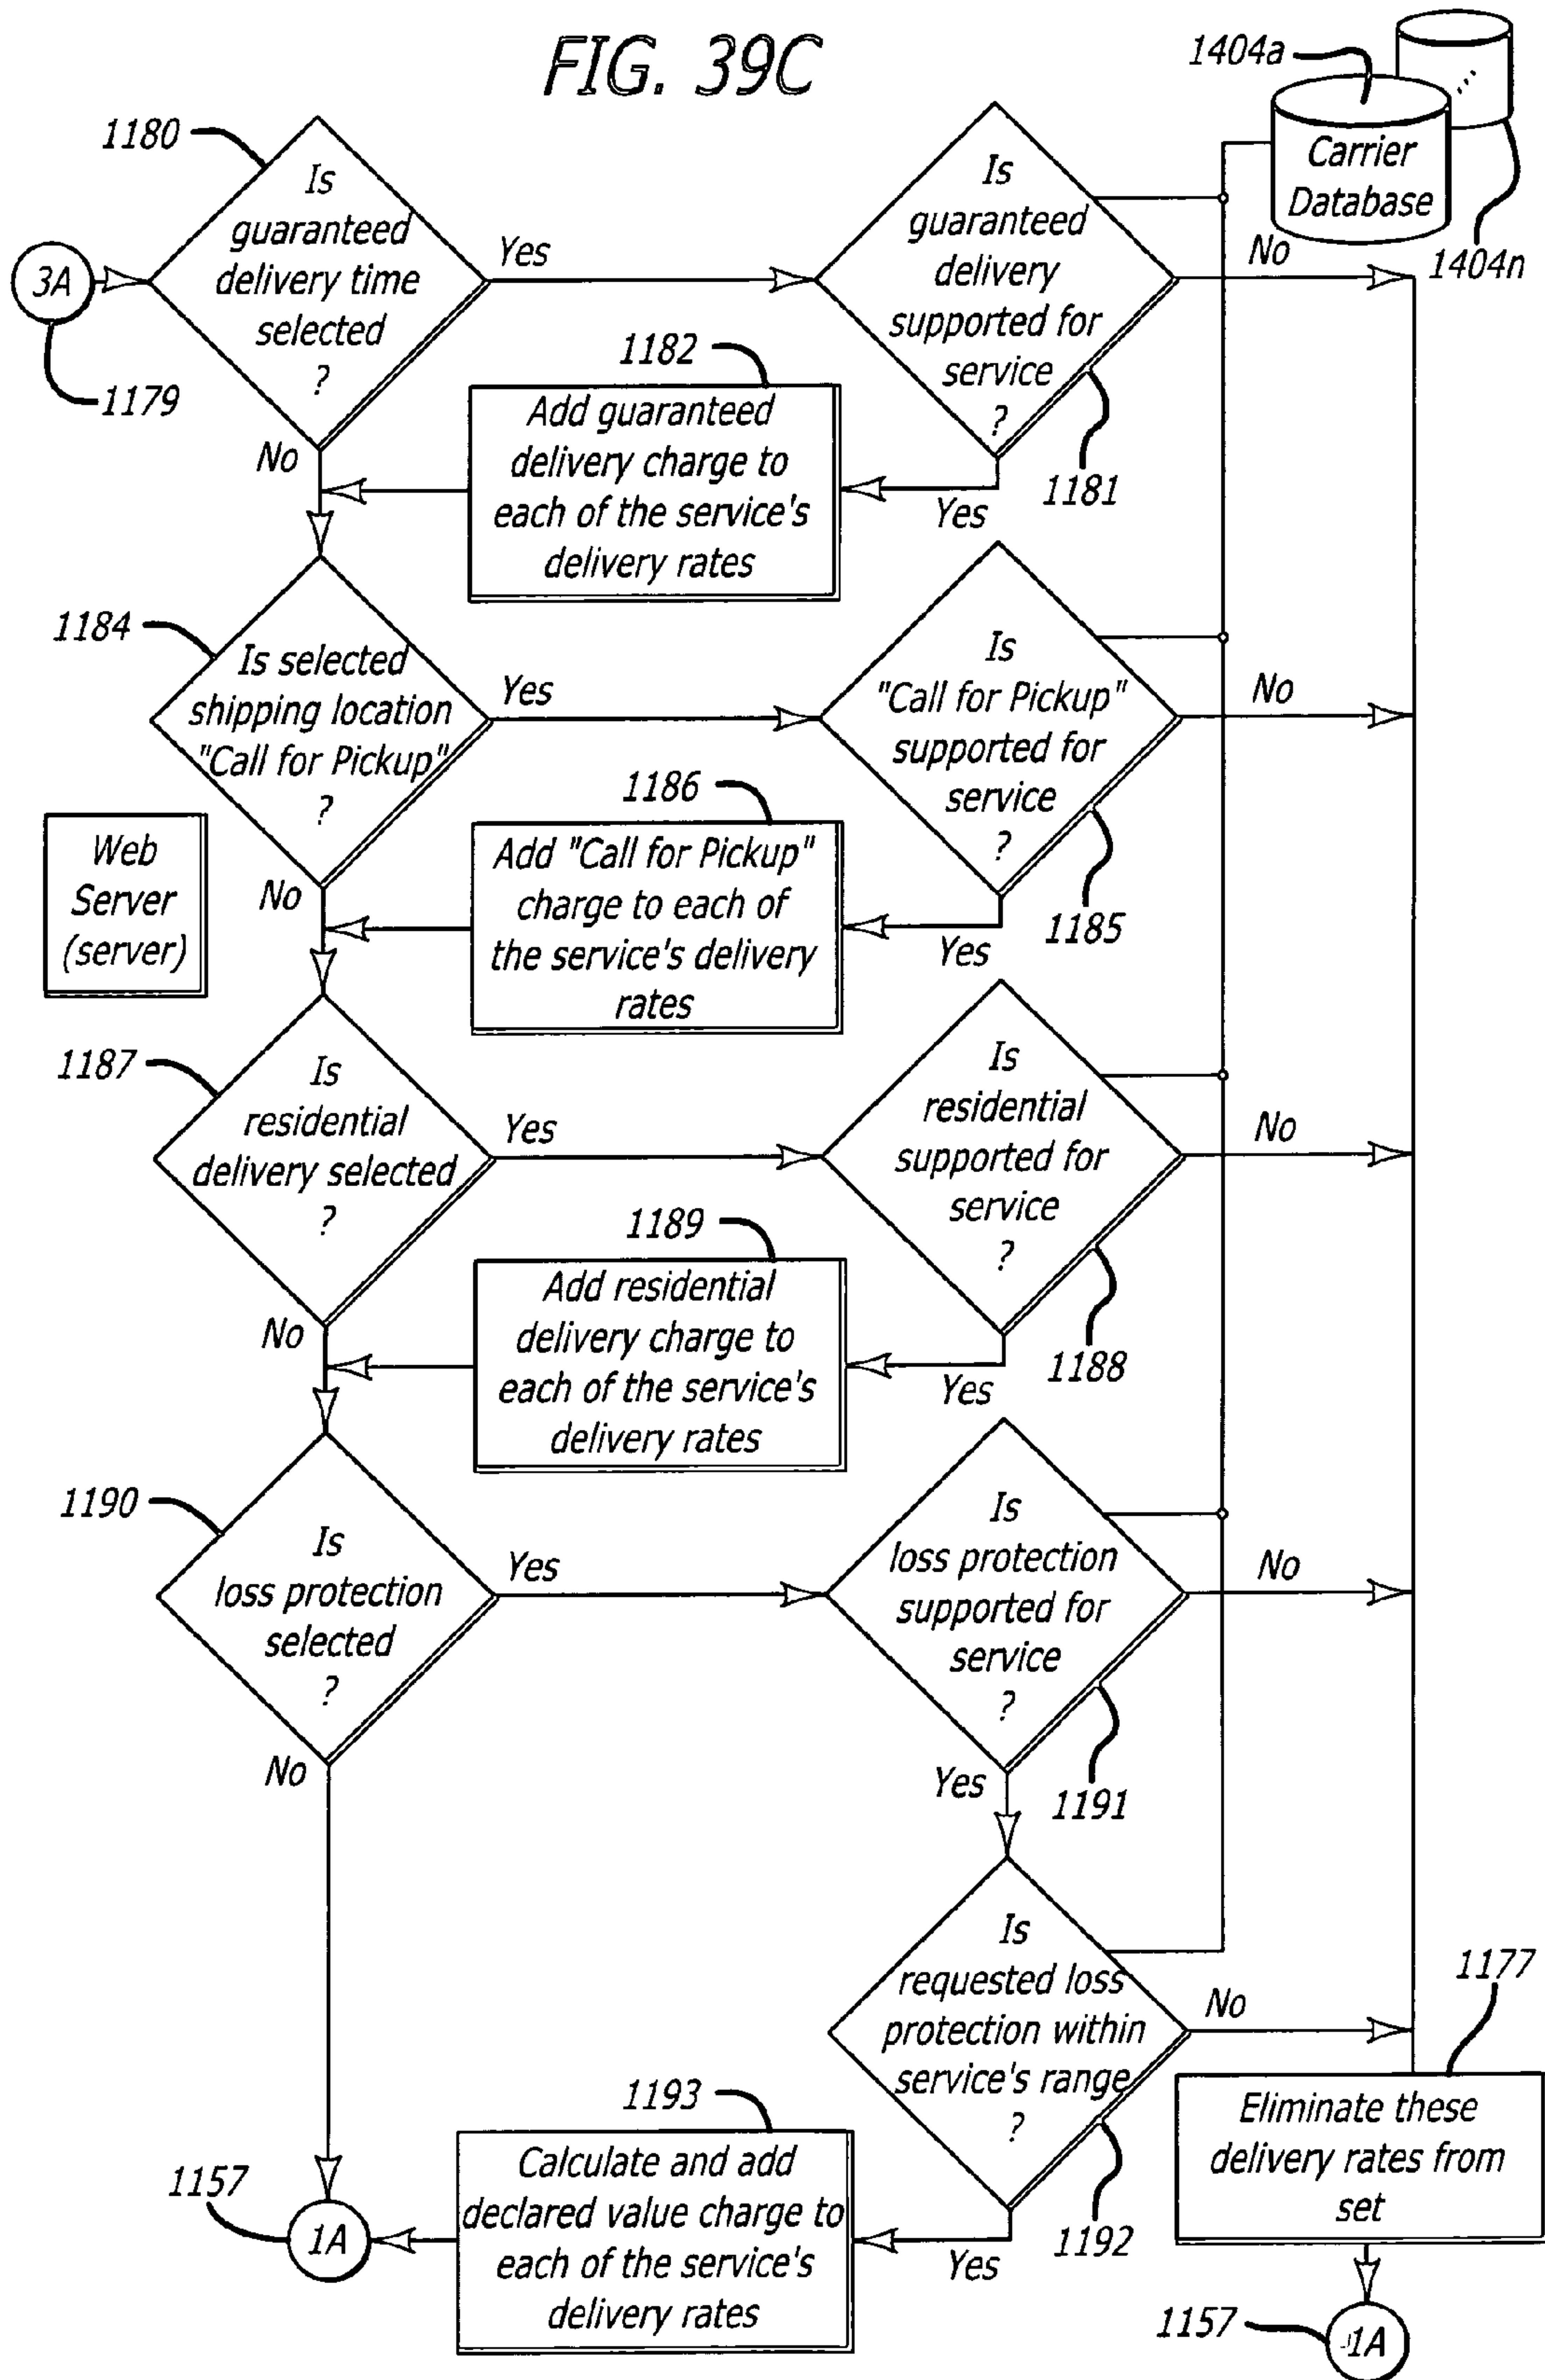 FIG. 39C
1404a
1180
Is
guaranteed
delivery time
selected
?
Is
guaranteed
delivery
supported for
service
?
Carrier
Database
...
1404n
3A
Yes
No
1179
1182
Add guaranteed
delivery charge to
each of the service's
delivery rates
No
Yes
1181
1184
Is selected
shipping location
"Call for Pickup"
?
Yes
Is
"Call for Pickup"
supported for
service
?
No
Web
Server
(server)
1186
Add "Call for Pickup"
charge to each of
the service's delivery
rates
No
Yes
1185
1187
Is
residential
delivery selected
?
Yes
Is
residential
supported for
service
?
No
1189
Add residential
delivery charge to
each of the service's
delivery rates
No
Yes
1188
1190
Is
loss protection
selected
?
Yes
Is
loss protection
supported for
service
?
No
No
Yes
1191
Is
requested loss
protection within
service's range
?
No
1177
Eliminate these
delivery rates from
set
1193
Calculate and add
declared value charge to
each of the service's
delivery rates
1157
1A
Yes
1192
1157
1A